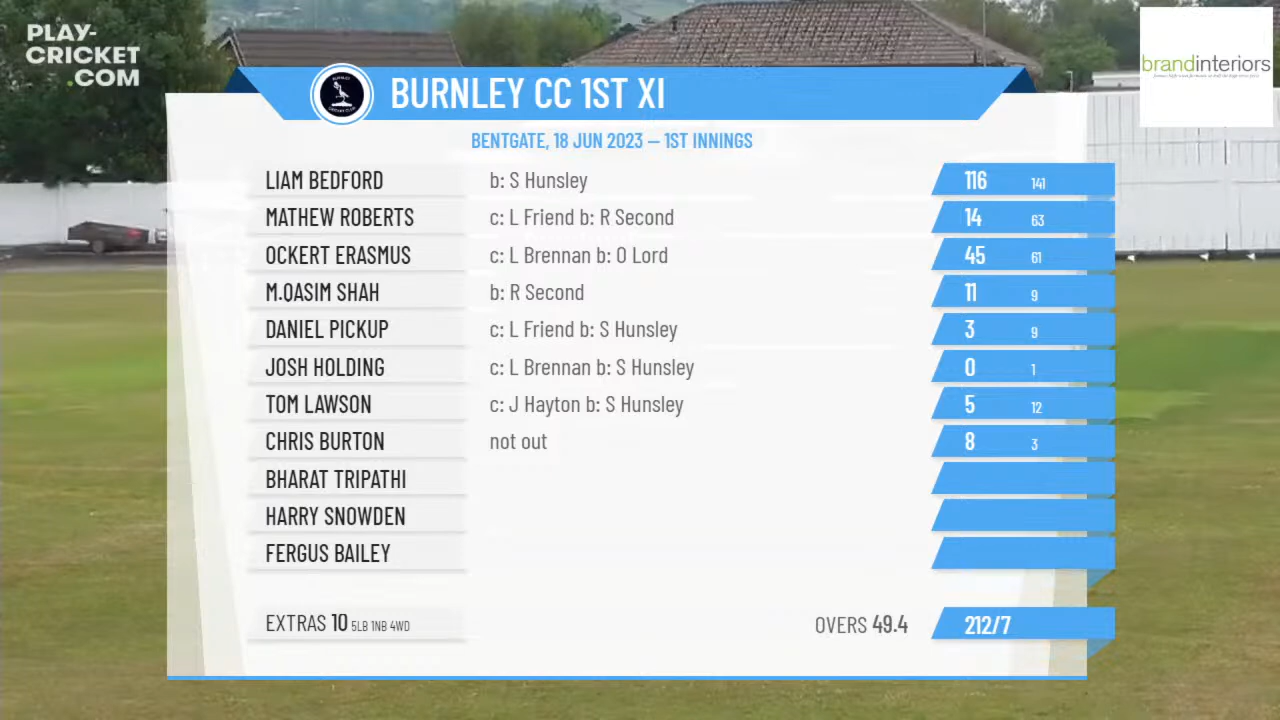 PLAY-
CRICKET
.COM
brandinteriors
BURNLEY CC 1ST XI
BENTGATE, 18 JUN 2023 – 1ST INNINGS
LIAM BEDFORD b: S Hunsley 116 141
MATHEW ROBERTS c: L Friend b: R Second 14 63
OCKERT ERASMUS c: L Brennan b: O Lord 45 61
M.QASIM SHAH b: R Second 11 9
DANIEL PICKUP c: L Friend b: S Hunsley 3 9
JOSH HOLDING c: L Brennan b: S Hunsley 0 1
TOM LAWSON c: J Hayton b: S Hunsley 5 12
CHRIS BURTON not out 8 3
BHARAT TRIPATHI
HARRY SNOWDEN
FERGUS BAILEY
EXTRAS 10 5LB 1NB 4WD OVERS 49.4 212/7